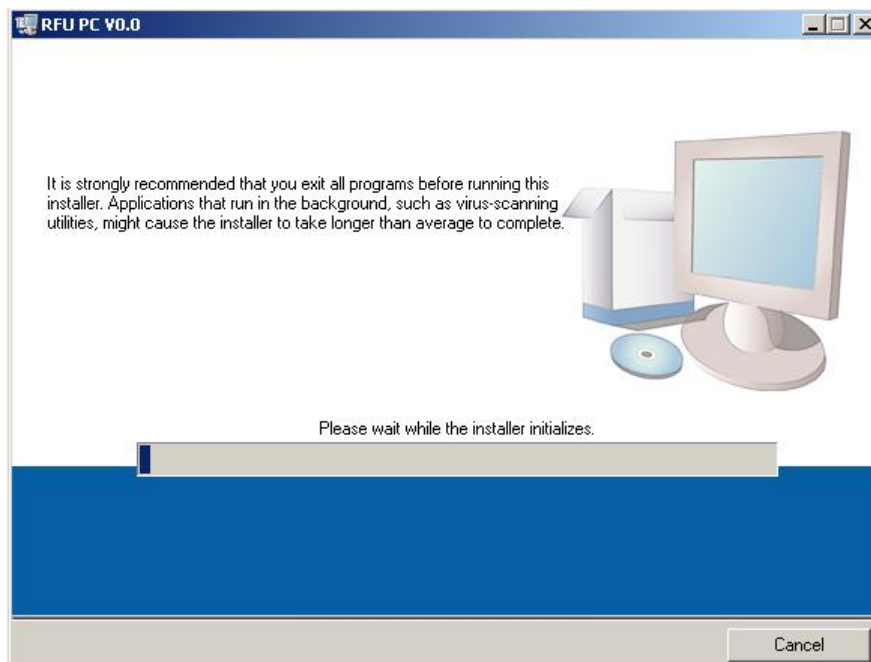 RFU PC V0.0
It is strongly recommended that you exit all programs before running this
installer. Applications that run in the background, such as virus-scanning
utilities, might cause the installer to take longer than average to complete.
Please wait while the installer initializes.
Cancel